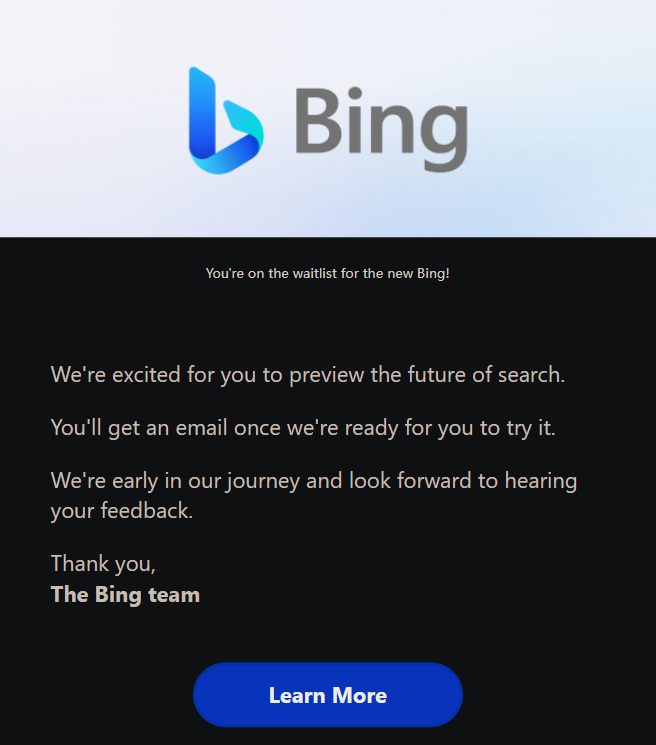 Bing
You're on the waitlist for the new Bing!
We're excited for you to preview the future of search.
You'll get an email once we're ready for you to try it.
We're early in our journey and look forward to hearing
your feedback.
Thank you,
The Bing team
Learn More